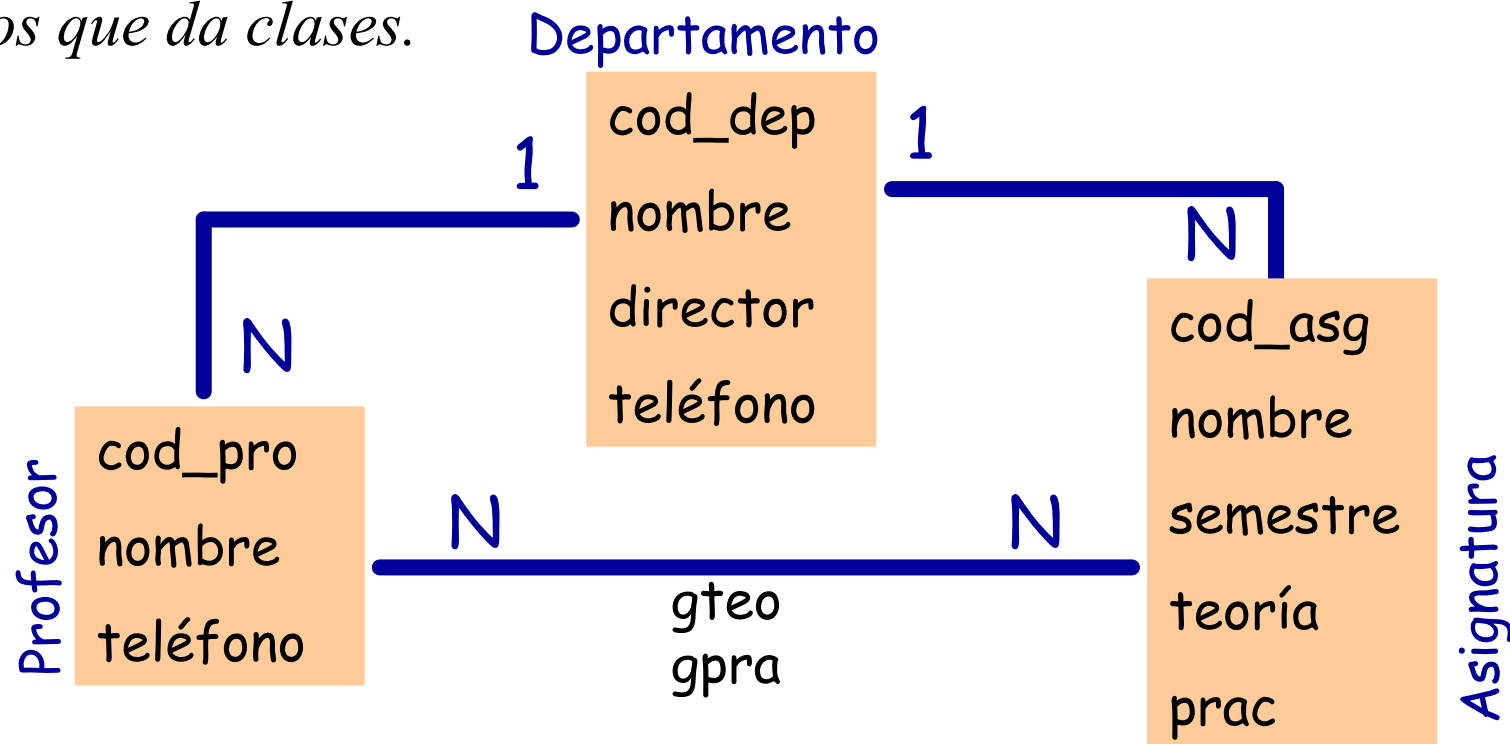 os que da clases.
Departamento
cod_dep
nombre
director
teléfono
1
1
N
N
Profesor
cod_pro
nombre
teléfono
N
N
gteo
gpra
Asignatura
cod_asg
nombre
semestre
teoría
prac